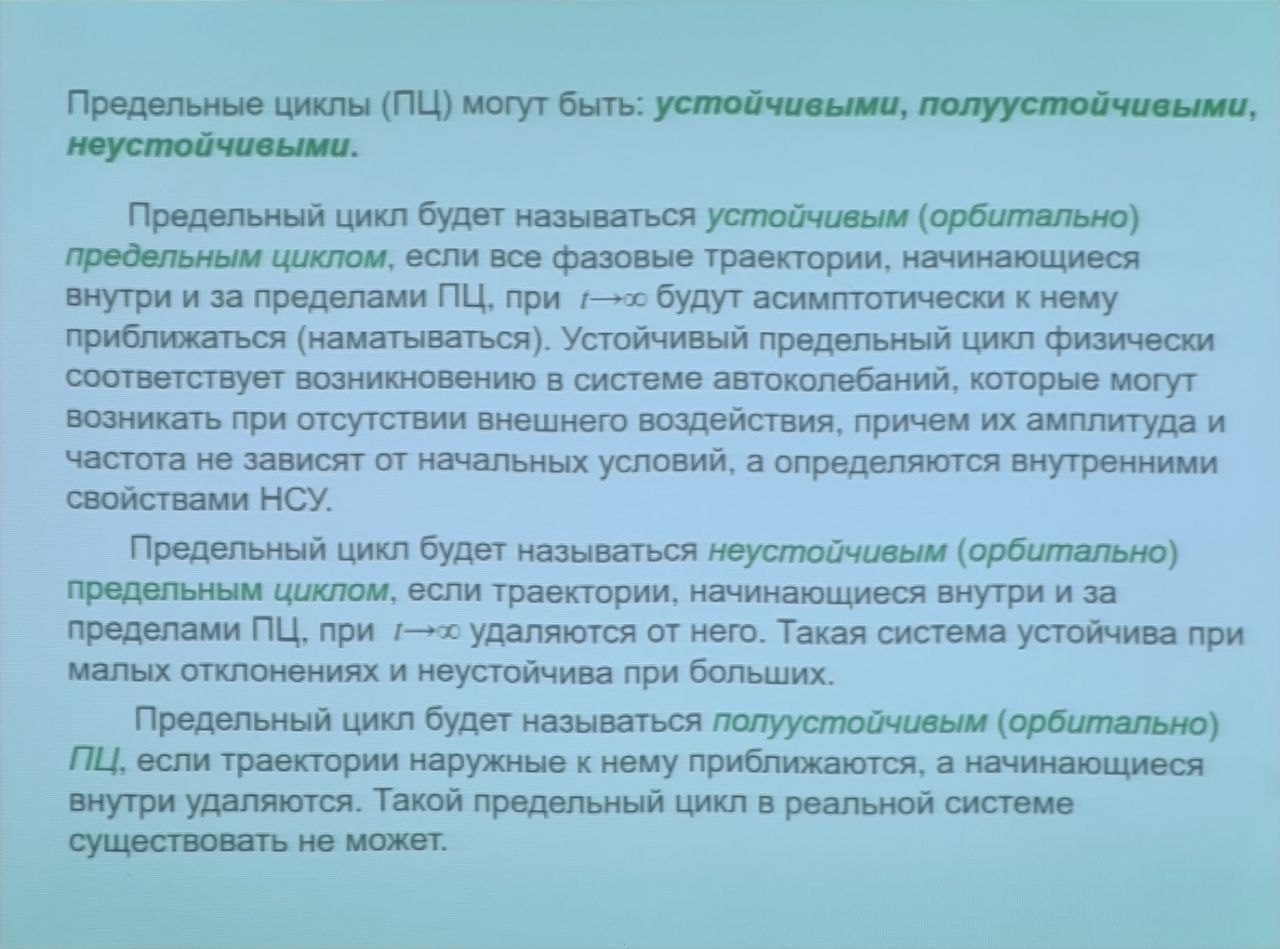 Предельные циклы (ПЦ) могут быть: устойчивыми, полуустойчивыми,
неустойчивыми.
Предельный цикл будет называться устойчивым (орбитально)
предельным циклом, если все фазовые траектории, начинающиеся
внутри и за пределами ПЦ, при t→∞ будут асимптотически к нему
приближаться (наматываться). Устойчивый предельный цикл физически
соответствует возникновению в системе автоколебаний, которые могут
возникать при отсутствии внешнего воздействия, причем их амплитуда и
частота не зависят от начальных условий, а определяются внутренними
свойствами НСУ.
Предельный цикл будет называться неустойчивым (орбитально)
предельным циклом, если траектории, начинающиеся внутри и за
пределами ПЦ, при t→∞ удаляются от него. Такая система устойчива при
малых отклонениях и неустойчива при больших.
Предельный цикл будет называться полуустойчивым (орбитально)
ПЦ, если траектории наружные к нему приближаются, а начинающиеся
внутри удаляются. Такой предельный цикл в реальной системе
существовать не может.